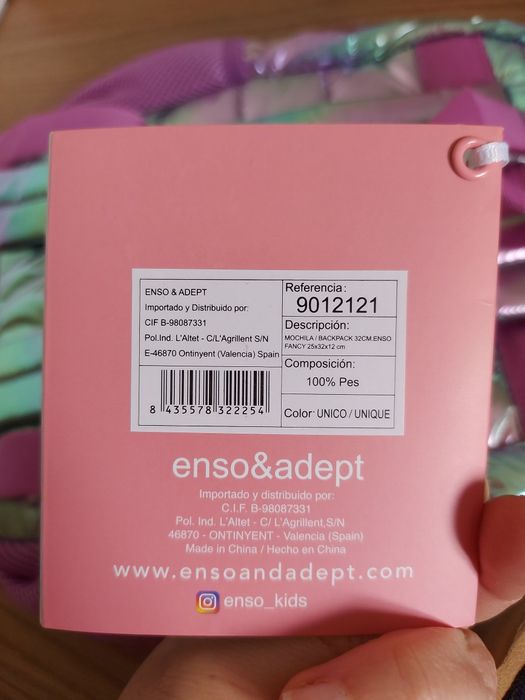 ENSO & ADEPT
Importado y Distribuido por:
CIF B-98087331
Pol.Ind. L'Altet - C/L'Agrillent S/N
E-46870 Ontinyent (Valencia) Spain
8 435578 322254
Referencia:
9012121
Descripción:
MOCHILA / BACKPACK 32CM.ENSO
FANCY 25x32x12 cm
Composición:
100% Pes
Color: UNICO / UNIQUE
enso&adept
Importado y distribuido por:
C.I.F. B-98087331
Pol. Ind. L'Altet - C/ L'Agrillent,S/N
46870 - ONTINYENT - Valencia (Spain)
Made in China / Hecho en China
www.ensoandadept.com
enso_kids